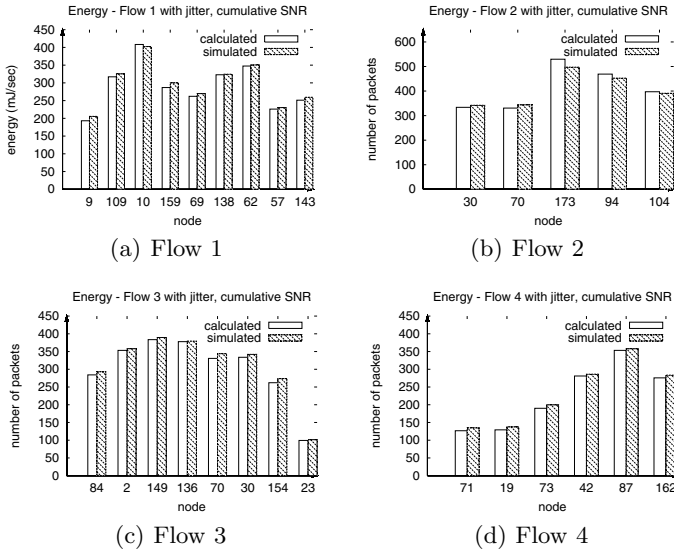 Energy - Flow 1 with jitter, cumulative SNR
450
400
350
300
250
200
150
100
50
0
energy (mJ/sec)
calculated
simulated
9 109 10 159 69 138 62 57 143
node
(a) Flow 1
Energy - Flow 2 with jitter, cumulative SNR
600
500
400
300
200
100
0
number of packets
calculated
simulated
30 70 173 94 104
node
(b) Flow 2
Energy - Flow 3 with jitter, cumulative SNR
450
400
350
300
250
200
150
100
50
0
number of packets
calculated
simulated
84 2 149 136 70 30 154 23
node
(c) Flow 3
Energy - Flow 4 with jitter, cumulative SNR
450
400
350
300
250
200
150
100
50
0
number of packets
calculated
simulated
71 19 73 42 87 162
node
(d) Flow 4